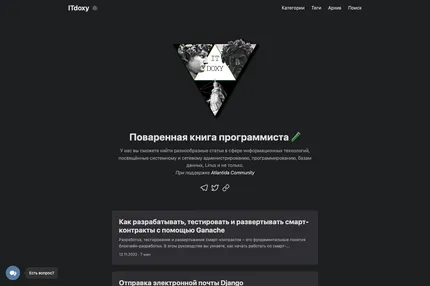 ITdoxy
Категории Теги Архив Поиск
IT
DOXY
Поваренная книга программиста
У нас вы сможете найти разнообразные статьи в сфере информационных технологий,
посвящённые системному и сетевому администрированию, программированию, базам
данных, Linux и не только.
При поддержке Atlantida Community
Как разрабатывать, тестировать и развертывать смарт-
контракты с помощью Ganache
Разработка, тестирование и развертывание смарт-контрактов – это фундаментальные понятия
блокчейн-разработки. В этом руководстве вы узнаете, как начать работать со смарт-...
12.11.2022 · 7 мин
Отправка электронной почты Django
Есть вопрос?